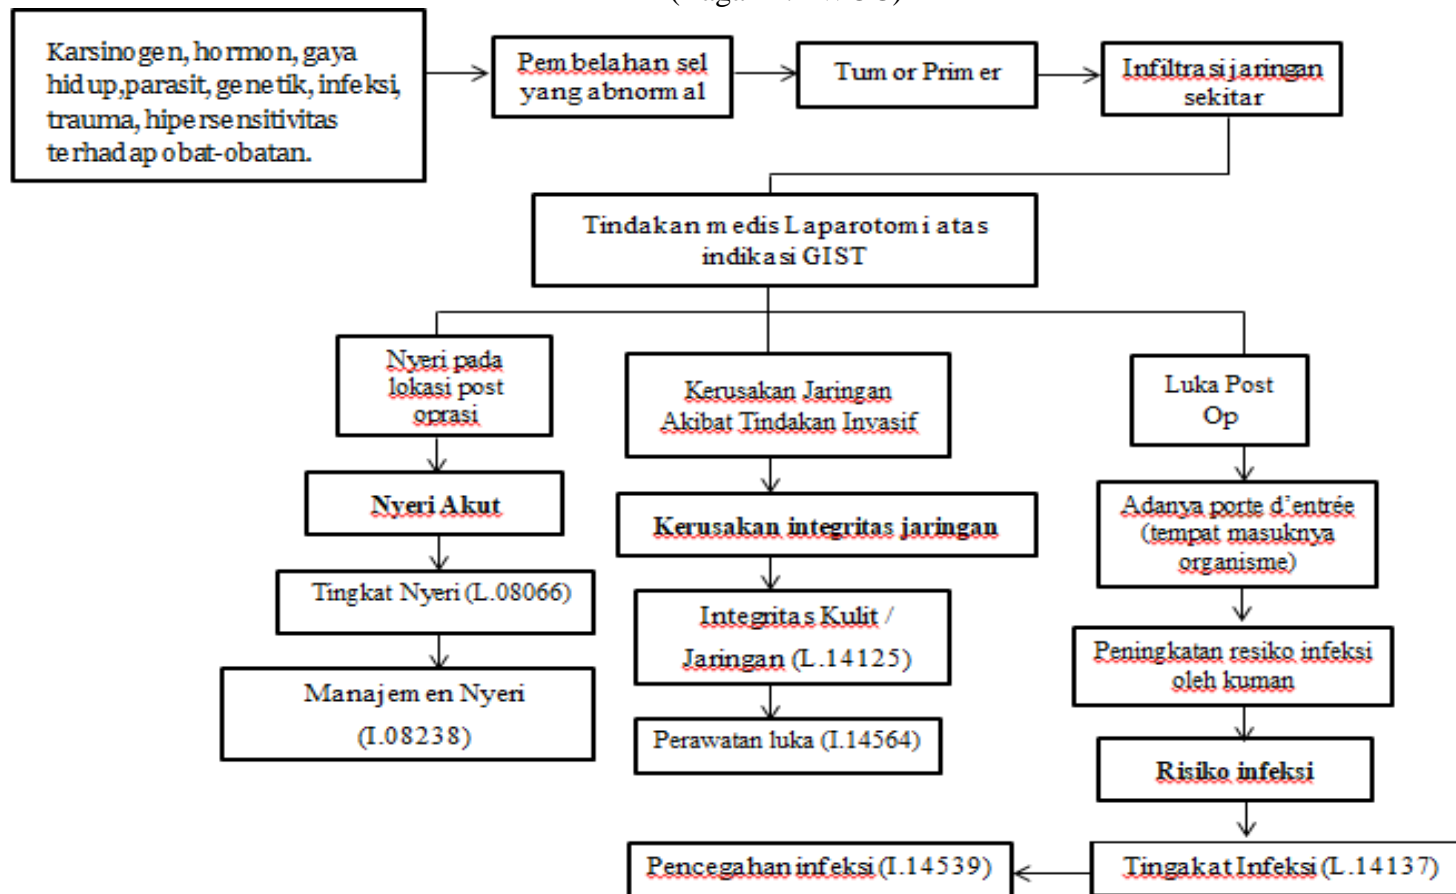 Karsinogen, hormon, gaya
hidup,parasit, genetik, infeksi,
trauma, hipersensitivitas
terhadap obat-obatan.
Pembelahan sel
yang abnormal
Tumor Primer
Infiltrasi jaringan
sekitar
Tindakan medis Laparotomi atas
indikasi GIST
Nyeri pada
lokasi post
oprasi
Kerusakan Jaringan
Akibat Tindakan Invasif
Luka Post
Op
Nyeri Akut
Kerusakan integritas jaringan
Adanya porte d’entrée
(tempat masuknya
organisme)
Tingkat Nyeri (L.08066)
Integritas Kulit /
Jaringan (L.14125)
Peningkatan resiko infeksi
oleh kuman
Manajemen Nyeri
(I.08238)
Perawatan luka (I.14564)
Risiko infeksi
Pencegahan infeksi (I.14539)
Tingakat Infeksi (L.14137)